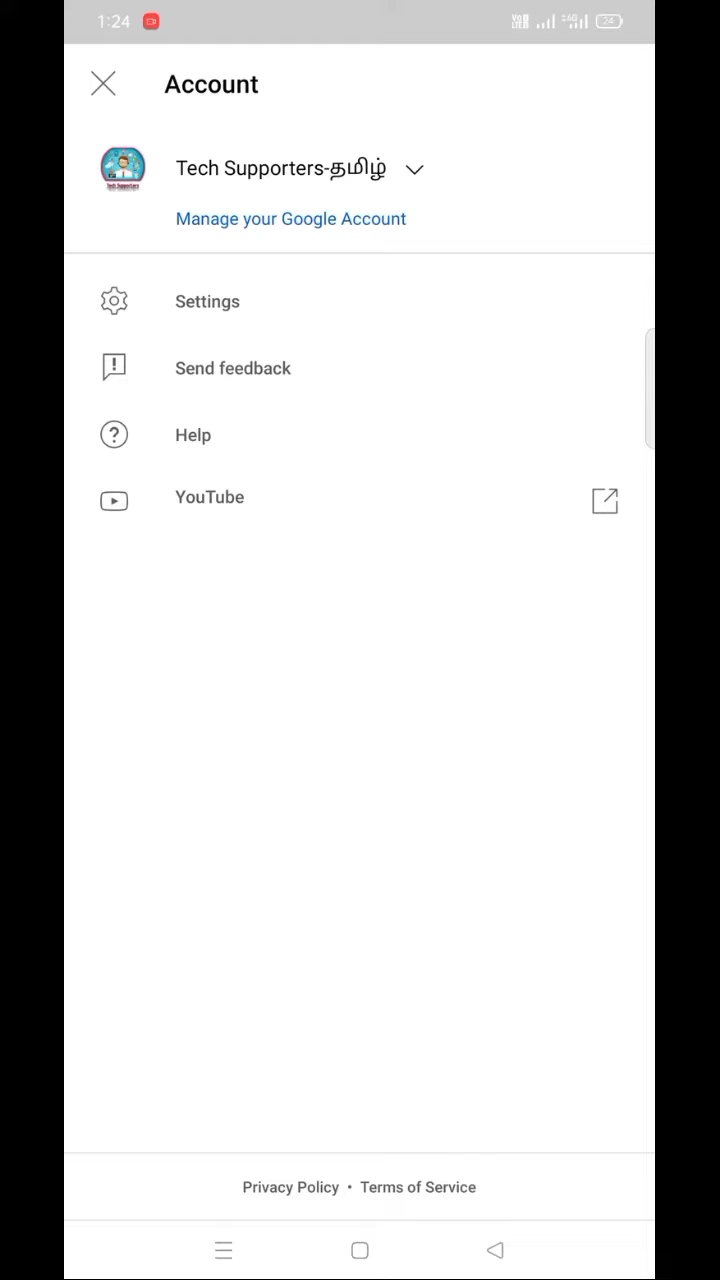 1:24 24
Account
Tech Supporters-தமிழ்
Manage your Google Account
Settings
Send feedback
Help
YouTube
Privacy Policy • Terms of Service